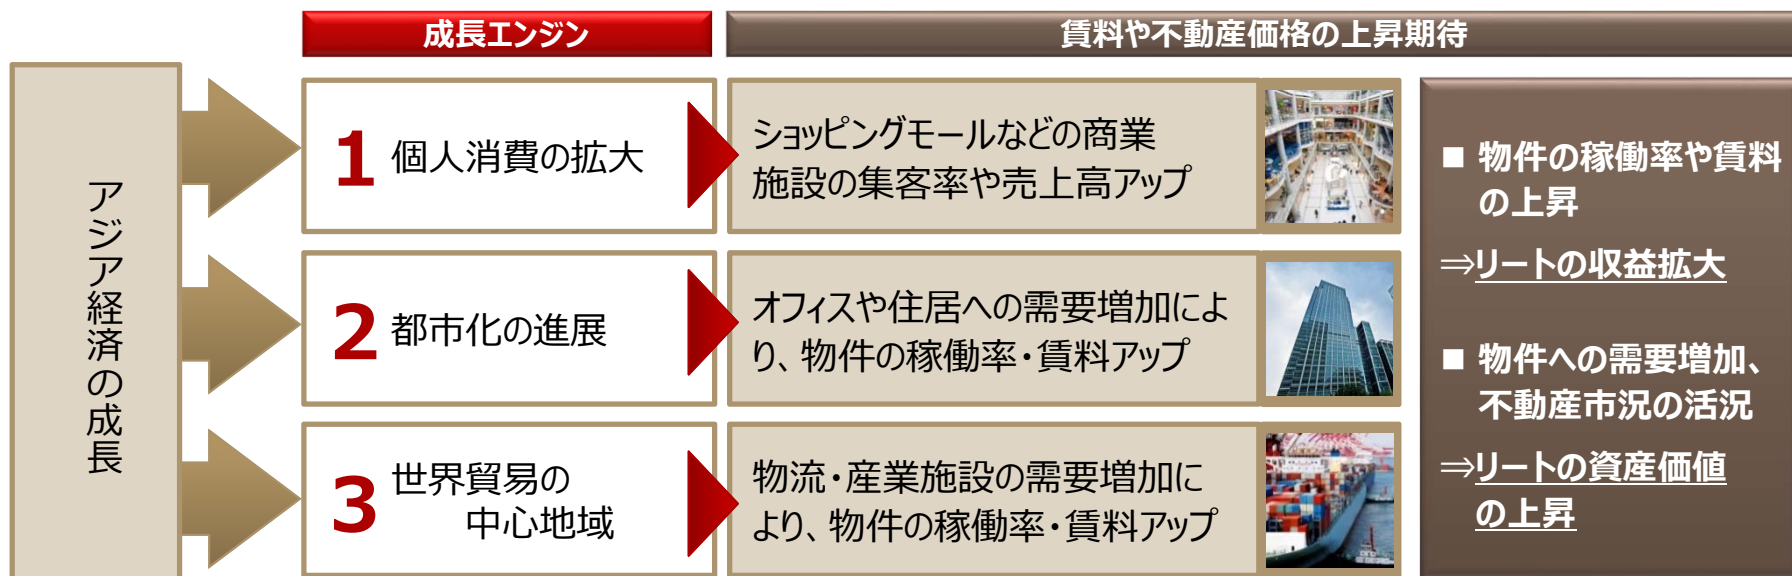 成長エンジン
賃料や不動産価格の上昇期待
アジア経済の成長
1 個人消費の拡大
ショッピングモールなどの商業
施設の集客率や売上高アップ
2 都市化の進展
オフィスや住居への需要増加によ
り、物件の稼働率・賃料アップ
3 世界貿易の
中心地域
物流・産業施設の需要増加に
より、物件の稼働率・賃料アップ
■ 物件の稼働率や賃料
の上昇
⇒リートの収益拡大
■ 物件への需要増加、
不動産市況の活況
⇒リートの資産価値
の上昇